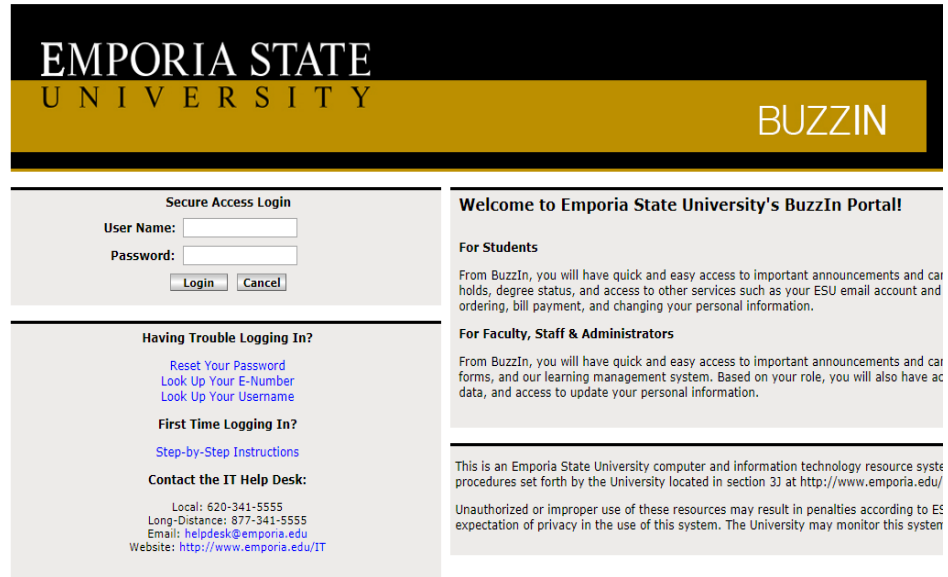 EMPORIA STATE
UNIVERSITY
BUZZIN
Secure Access Login
User Name:
Password:
Login Cancel
Having Trouble Logging In?
Reset Your Password
Look Up Your E-Number
Look Up Your Username
First Time Logging In?
Step-by-Step Instructions
Contact the IT Help Desk:
Local: 620-341-5555
Long-Distance: 877-341-5555
Email: helpdesk@emporia.edu
Website: http://www.emporia.edu/IT
Welcome to Emporia State University's BuzzIn Portal!
For Students
From BuzzIn, you will have quick and easy access to important announcements and
holds, degree status, and access to other services such as your ESU email account and
ordering, bill payment, and changing your personal information.
For Faculty, Staff & Administrators
From BuzzIn, you will have quick and easy access to important announcements and
forms, and our learning management system. Based on your role, you will also have
data, and access to update your personal information.
This is an Emporia State University computer and information technology resource
procedures set forth by the University located in section 3J at http://www.emporia.edu/
Unauthorized or improper use of these resources may result in penalties according to
expectation of privacy in the use of this system. The University may monitor this system